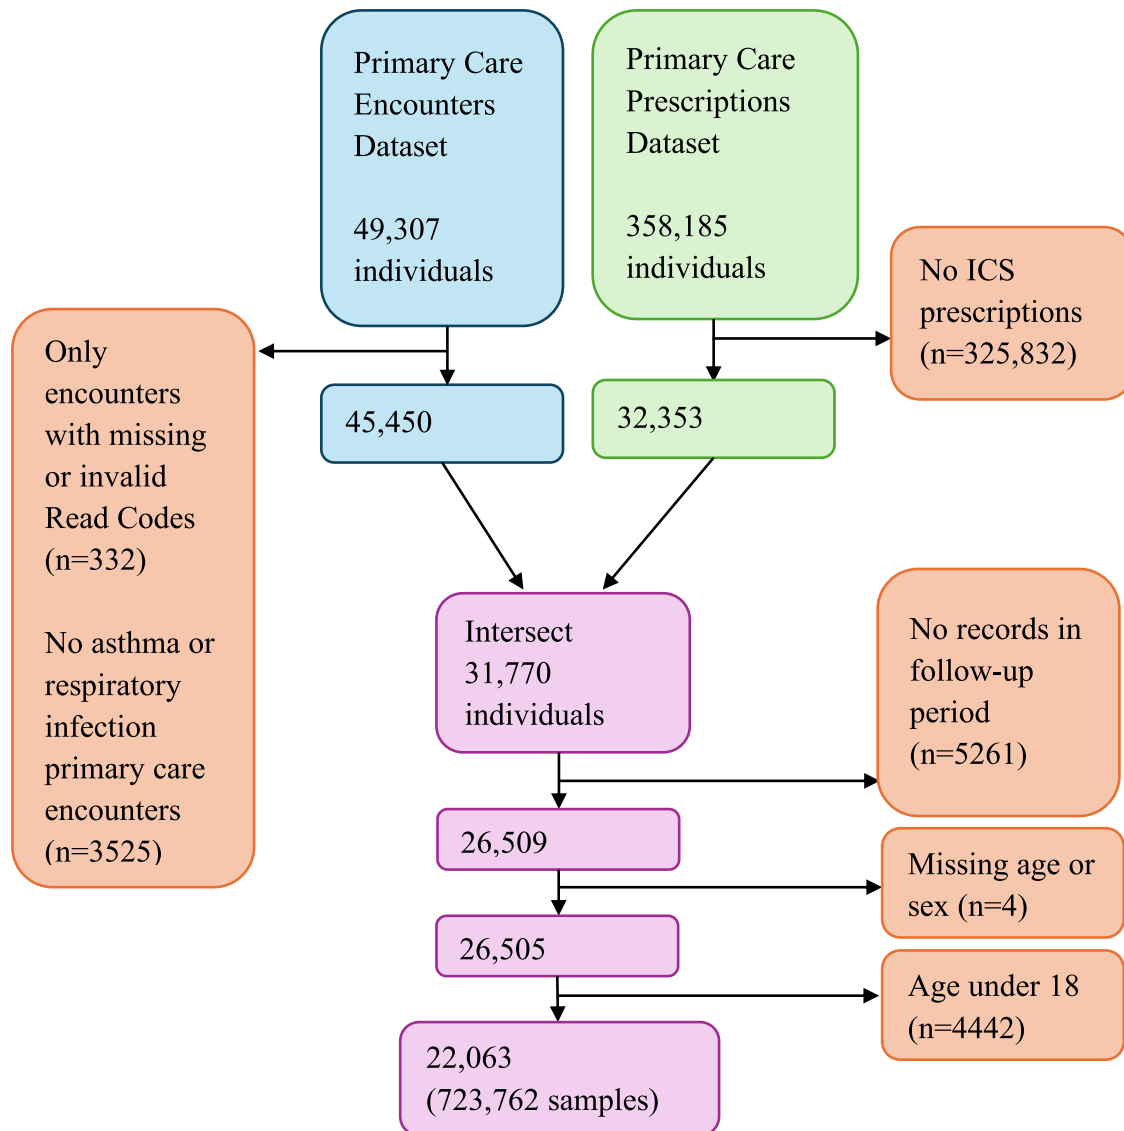 Primary Care
Encounters
Dataset
49,307
individuals
Primary Care
Prescriptions
Dataset
358,185
individuals
No ICS
prescriptions
(n=325,832)
Only
encounters
with missing
or invalid
Read Codes
(n=332)
No asthma or
respiratory
infection
primary care
encounters
(n=3525)
45,450
32,353
Intersect
31,770
individuals
No records in
follow-up
period
(n=5261)
26,509
Missing age or
sex (n=4)
26,505
Age under 18
(n=4442)
22,063
(723,762 samples)